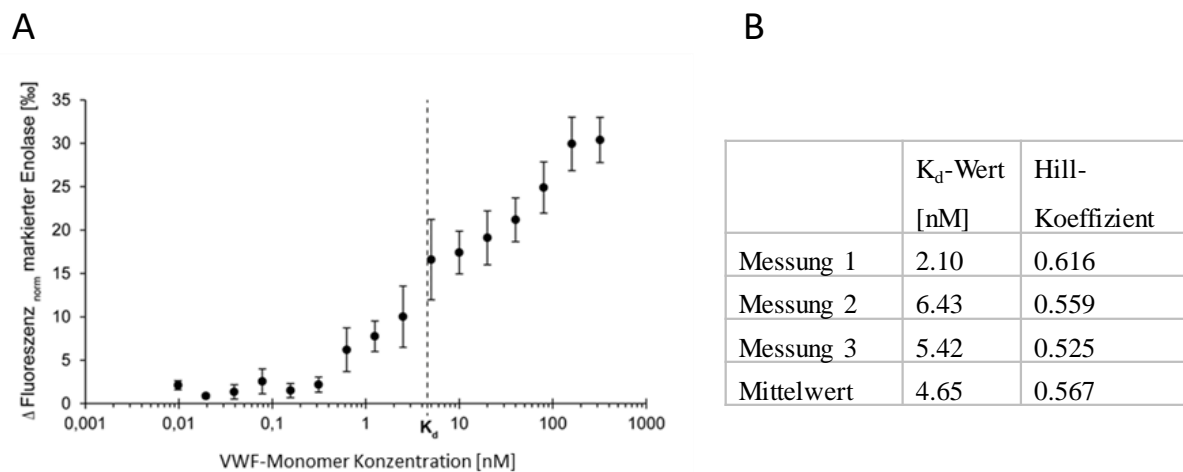 A
B
Δ Fluoreszenz norm markierter Enolase [‰]
35
30
25
20
15
10
5
0
0,001
0,01
0,1
1
K_d
10
100
1000
VWF-Monomer Konzentration [nM]
K_d-Wert [nM]
Hill-Koeffizient
Messung 1 2.10 0.616
Messung 2 6.43 0.559
Messung 3 5.42 0.525
Mittelwert 4.65 0.567